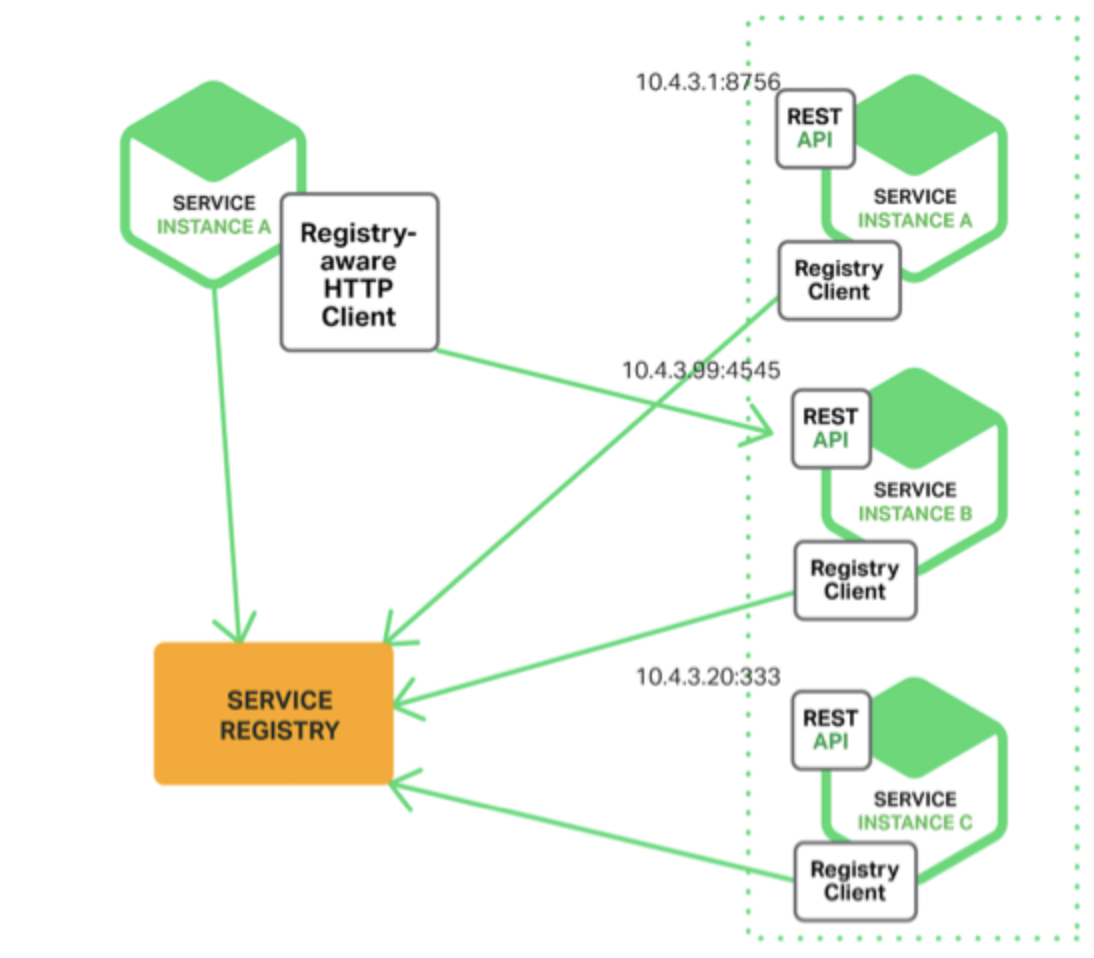 SERVICE
INSTANCE A
Registry-
aware
HTTP
Client
SERVICE
REGISTRY
10.4.3.1:8756
REST
API
SERVICE
INSTANCE A
Registry
Client
10.4.3.99:4545
REST
API
SERVICE
INSTANCE B
Registry
Client
10.4.3.20:333
REST
API
SERVICE
INSTANCE C
Registry
Client